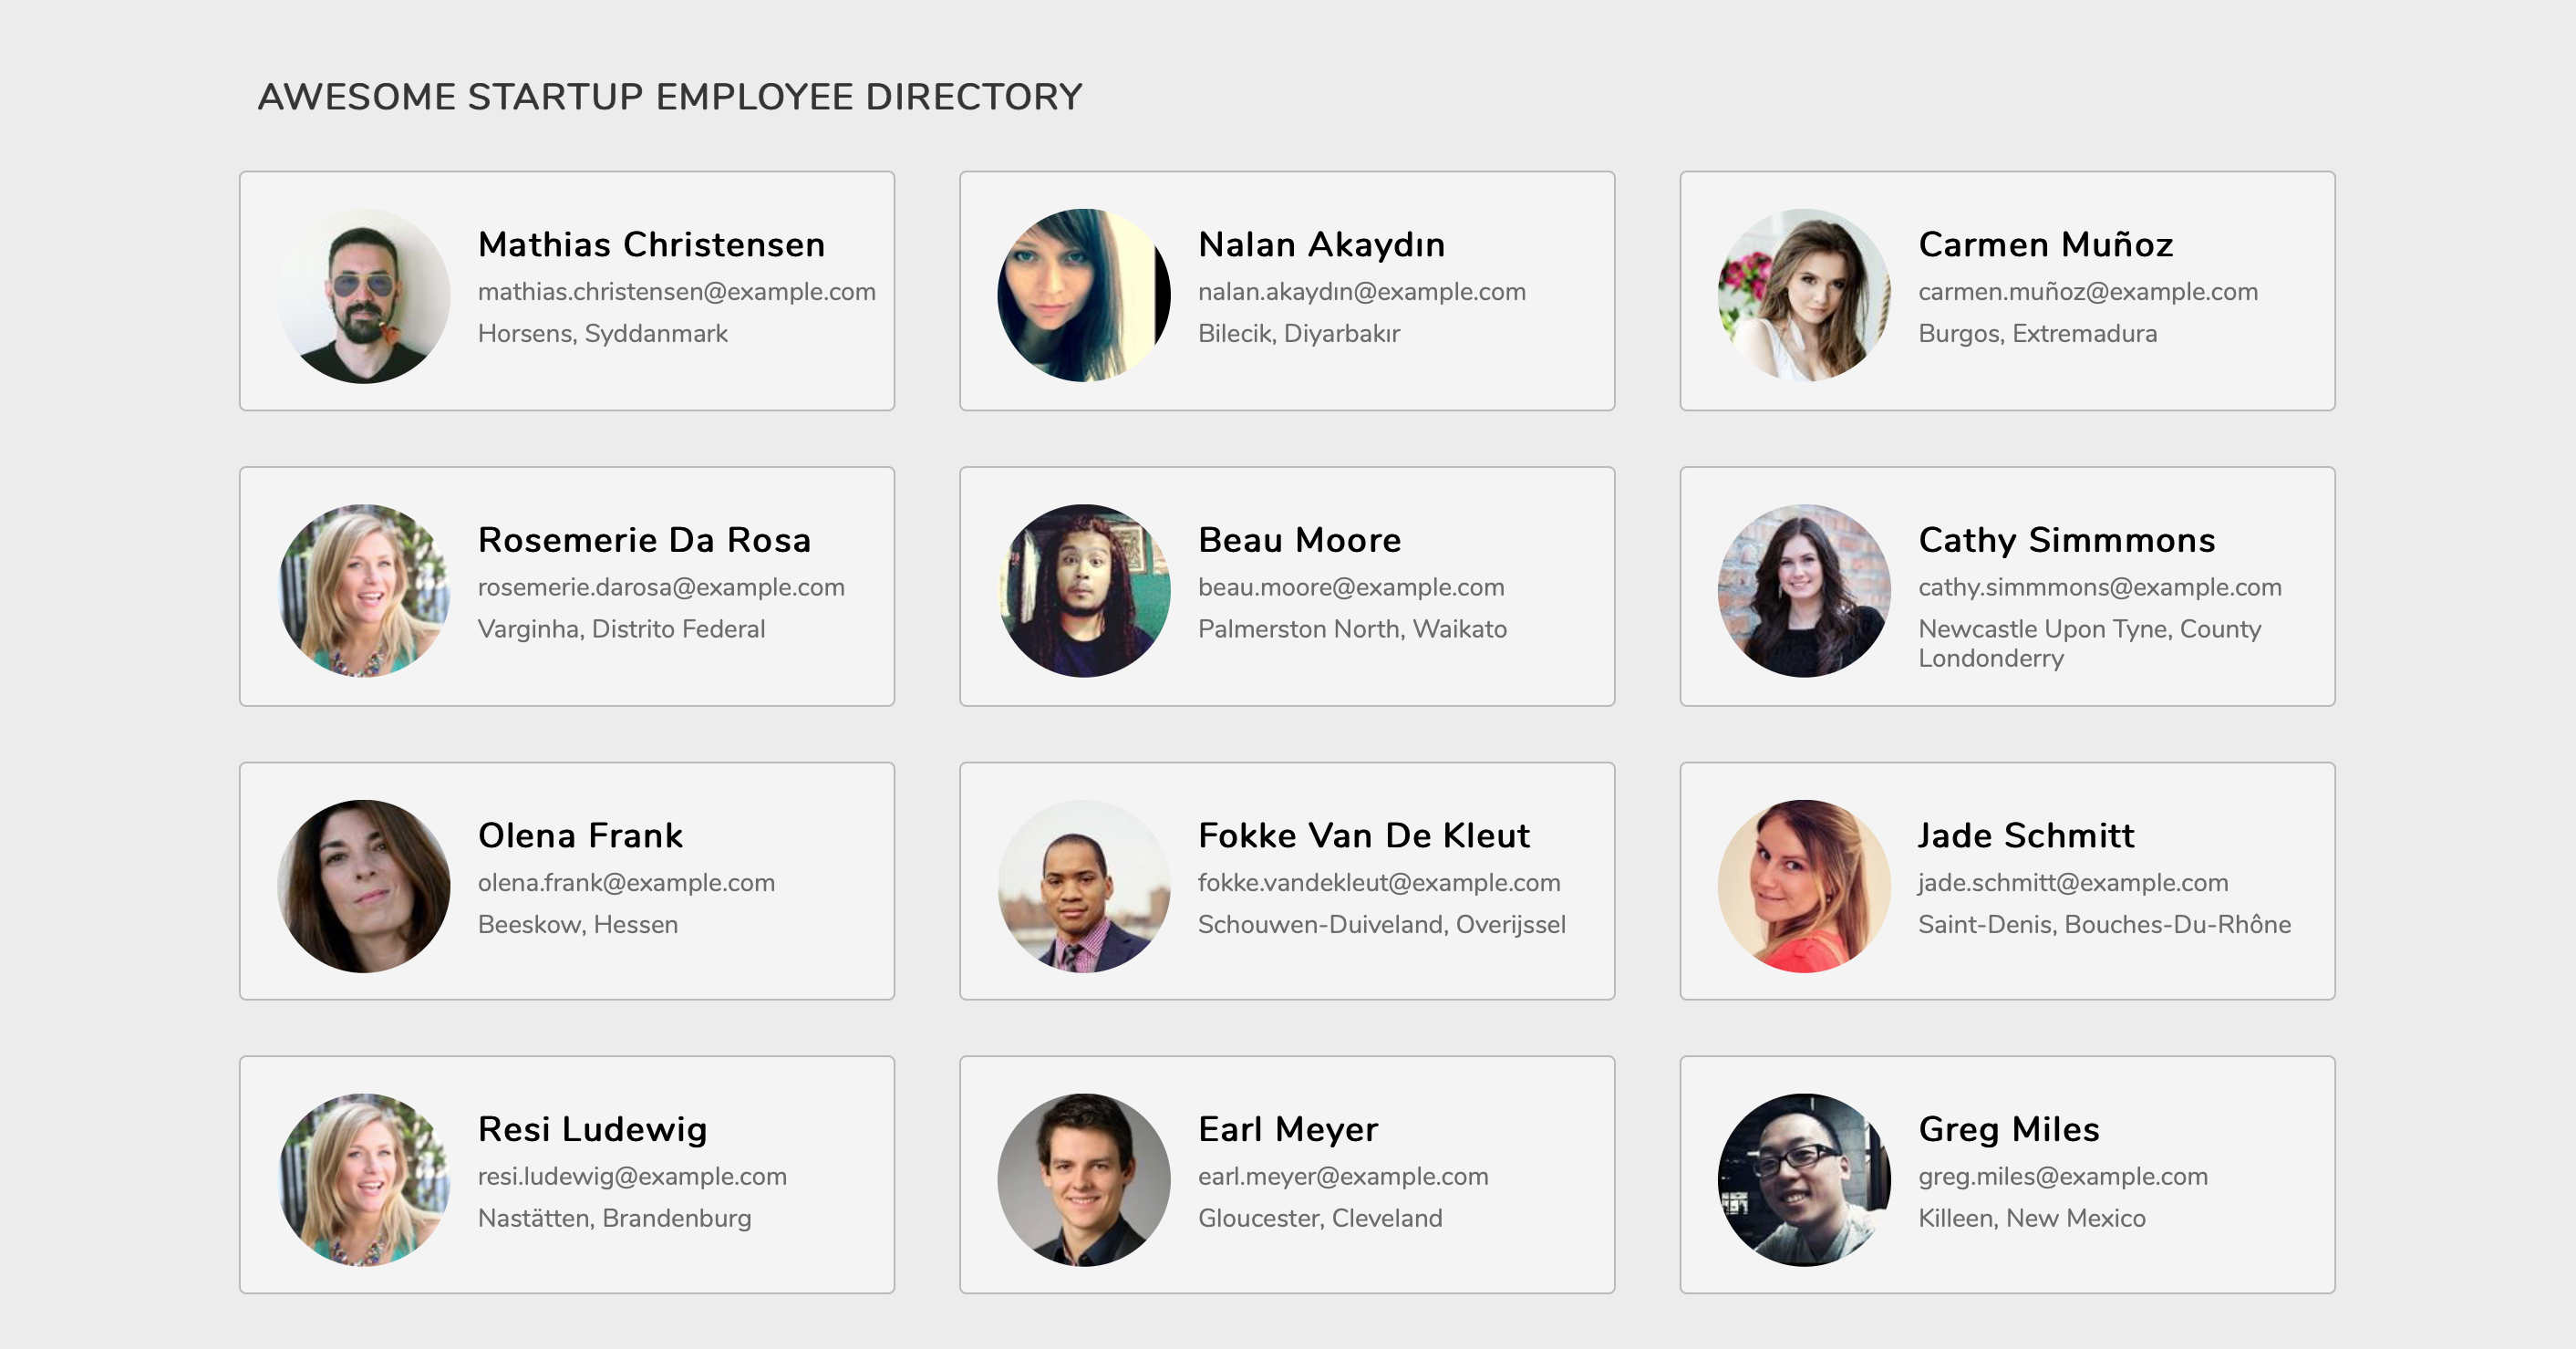 AWESOME STARTUP EMPLOYEE DIRECTORY
Mathias Christensen
mathias.christensen@example.com
Horsens, Syddanmark
Nalan Akaydın
nalan.akaydın@example.com
Bilecik, Diyarbakır
Carmen Muñoz
carmen.muñoz@example.com
Burgos, Extremadura
Rosemerie Da Rosa
rosemerie.darosa@example.com
Varginha, Distrito Federal
Beau Moore
beau.moore@example.com
Palmerston North, Waikato
Cathy Simmmons
cathy.simmmons@example.com
Newcastle Upon Tyne, County
Londonderry
Olena Frank
olena.frank@example.com
Beeskow, Hessen
Fokke Van De Kleut
fokke.vandekleut@example.com
Schouwen-Duiveland, Overijssel
Jade Schmitt
jade.schmitt@example.com
Saint-Denis, Bouches-Du-Rhône
Resi Ludewig
resi.ludewig@example.com
Nastätten, Brandenburg
Earl Meyer
earl.meyer@example.com
Gloucester, Cleveland
Greg Miles
greg.miles@example.com
Killeen, New Mexico